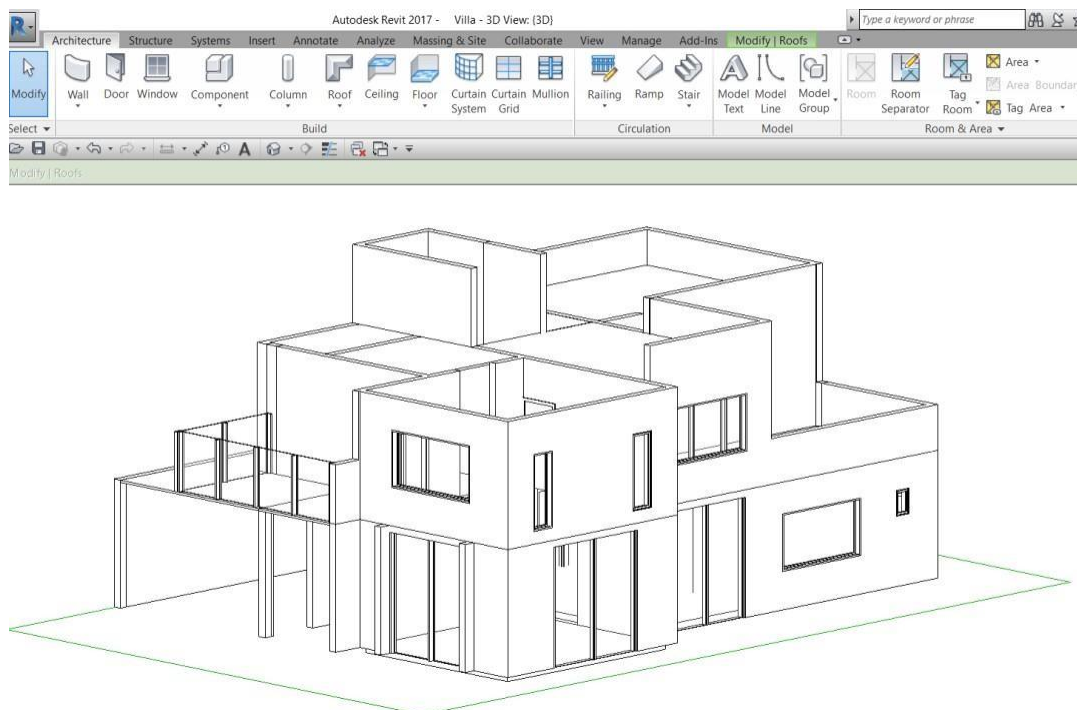 Autodesk Revit 2017 - Villa - 3D View: {3D}
Type a keyword or phrase
R
Architecture Structure Systems Insert Annotate Analyze Massing & Site Collaborate View Manage Add-Ins Modify | Roofs
Modify Wall Door Window Component Column Roof Ceiling Floor Curtain System Curtain Grid Mullion Railing Ramp Stair Model Text Model Line Model Group Room Room Separator Tag Room
Area
Area Boundar
Tag Area
Select Build Circulation Model Room & Area
A
Modify | Roofs